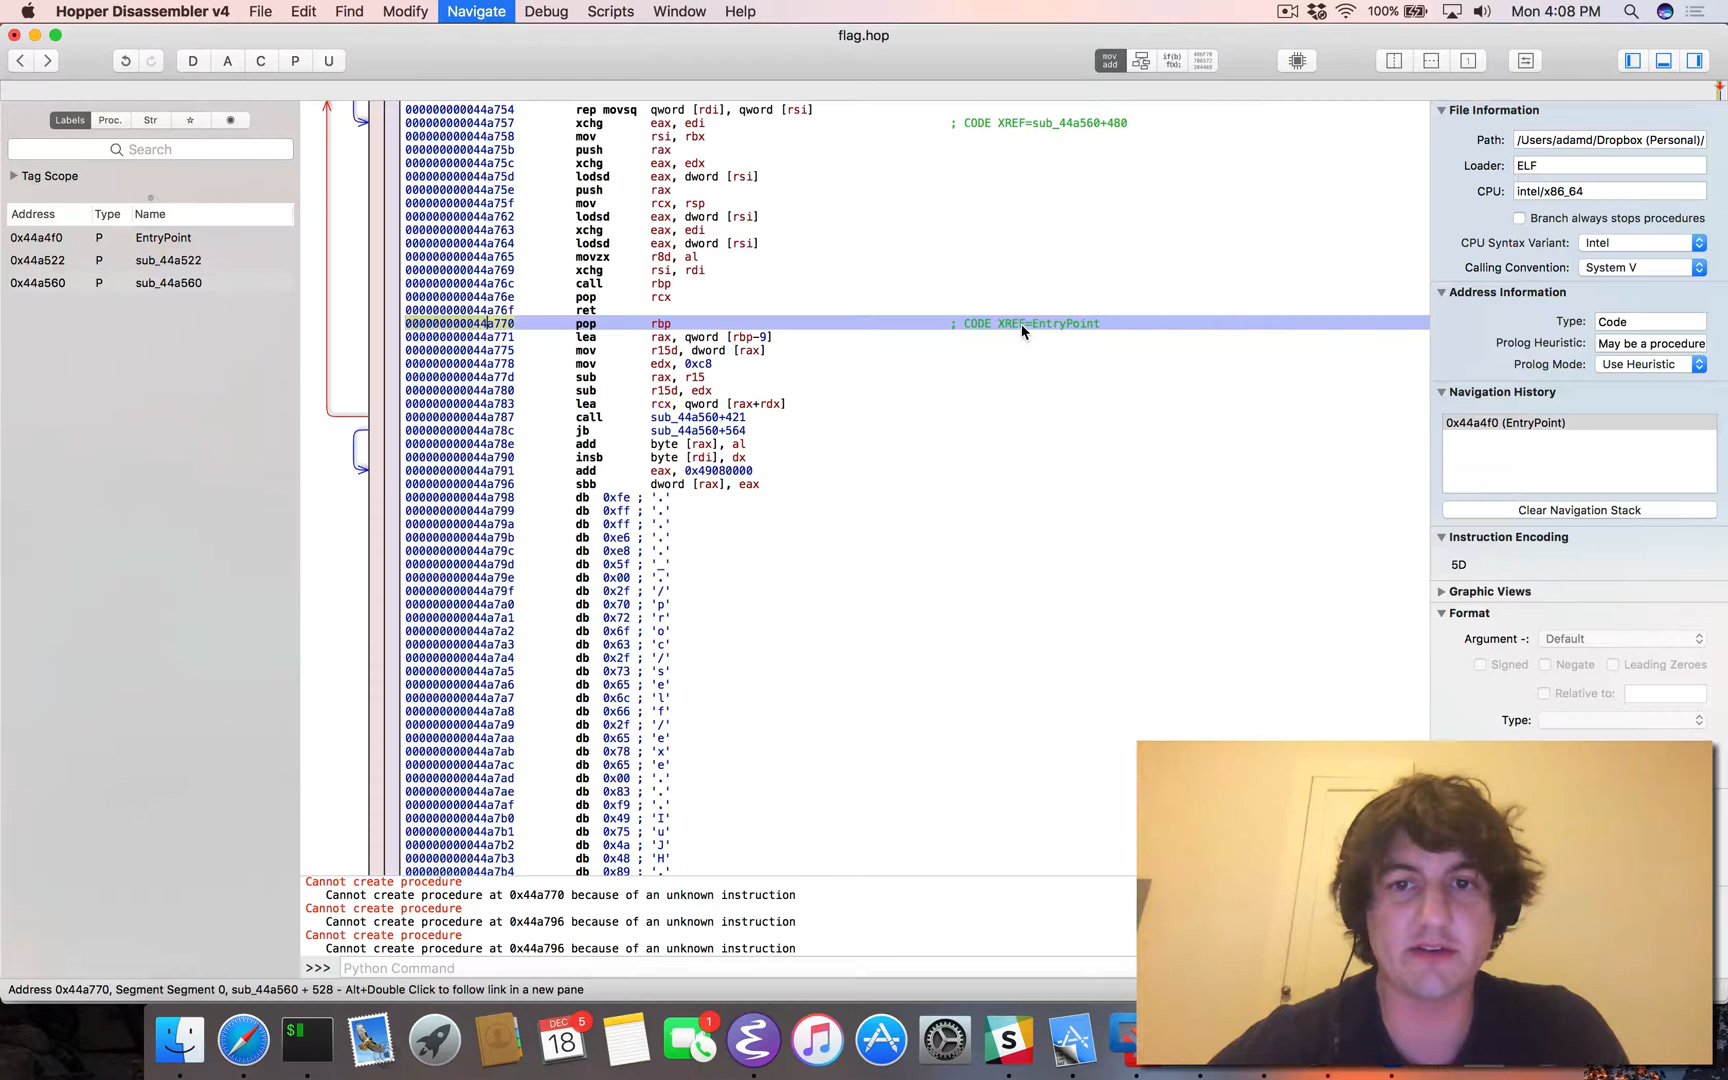 Hopper Disassembler v4 File Edit Find Modify Navigate Debug Scripts Window Help 100% Mon 4:08 PM
flag.hop
D A C P U
mov add
if(b) f(x);
Labels Proc. Str
Search
Tag Scope
Address Type Name
0x44a4f0 P EntryPoint
0x44a522 P sub_44a522
0x44a560 P sub_44a560
000000000044a754 rep movsq qword [rdi], qword [rsi]
000000000044a757 xchg eax, edi ; CODE XREF=sub_44a560+480
000000000044a758 mov rsi, rbx
000000000044a75b push rax
000000000044a75c xchg eax, edx
000000000044a75d lodsd eax, dword [rsi]
000000000044a75e push rax
000000000044a75f mov rcx, rsp
000000000044a762 lodsd eax, dword [rsi]
000000000044a763 xchg eax, edi
000000000044a764 lodsd eax, dword [rsi]
000000000044a765 movzx r8d, al
000000000044a769 xchg rsi, rdi
000000000044a76c call rbp
000000000044a76e pop rcx
000000000044a76f ret
000000000044a770 pop rbp ; CODE XREF=EntryPoint
000000000044a771 lea rax, qword [rbp-9]
000000000044a775 mov r15d, dword [rax]
000000000044a778 mov edx, 0xc8
000000000044a77d sub rax, r15
000000000044a780 sub r15d, edx
000000000044a783 lea rcx, qword [rax+rdx]
000000000044a787 call sub_44a560+421
000000000044a78c jb sub_44a560+564
000000000044a78e add byte [rax], al
000000000044a790 insb byte [rdi], dx
000000000044a791 add eax, 0x49080000
000000000044a796 sbb dword [rax], eax
000000000044a798 db 0xfe ; '.'
000000000044a799 db 0xff ; '.'
000000000044a79a db 0xff ; '.'
000000000044a79b db 0xe6 ; '.'
000000000044a79c db 0xe8 ; '.'
000000000044a79d db 0x5f ; '_'
000000000044a79e db 0x00 ; '.'
000000000044a79f db 0x2f ; '/'
000000000044a7a0 db 0x70 ; 'p'
000000000044a7a1 db 0x72 ; 'r'
000000000044a7a2 db 0x6f ; 'o'
000000000044a7a3 db 0x63 ; 'c'
000000000044a7a4 db 0x2f ; '/'
000000000044a7a5 db 0x73 ; 's'
000000000044a7a6 db 0x65 ; 'e'
000000000044a7a7 db 0x6c ; 'l'
000000000044a7a8 db 0x66 ; 'f'
000000000044a7a9 db 0x2f ; '/'
000000000044a7aa db 0x65 ; 'e'
000000000044a7ab db 0x78 ; 'x'
000000000044a7ac db 0x65 ; 'e'
000000000044a7ad db 0x00 ; '.'
000000000044a7ae db 0x83 ; '.'
000000000044a7af db 0xf9 ; '.'
000000000044a7b0 db 0x49 ; 'I'
000000000044a7b1 db 0x75 ; 'u'
000000000044a7b2 db 0x4a ; 'J'
000000000044a7b3 db 0x48 ; 'H'
000000000044a7b4 db 0x89 ; '.'
Cannot create procedure
Cannot create procedure at 0x44a770 because of an unknown instruction
Cannot create procedure
Cannot create procedure at 0x44a796 because of an unknown instruction
Cannot create procedure
Cannot create procedure at 0x44a796 because of an unknown instruction
>>> Python Command
Address 0x44a770, Segment Segment 0, sub_44a560 + 528 - Alt+Double Click to follow link in a new pane
File Information
Path: /Users/adamd/Dropbox (Personal)/
Loader: ELF
CPU: intel/x86_64
Branch always stops procedures
CPU Syntax Variant: Intel
Calling Convention: System V
Address Information
Type: Code
Prolog Heuristic: May be a procedure
Prolog Mode: Use Heuristic
Navigation History
0x44a4f0 (EntryPoint)
Clear Navigation Stack
Instruction Encoding
5D
Graphic Views
Format
Argument -: Default
Signed Negate Leading Zeroes
Relative to:
Type:
$
DEC 5
18
1
S